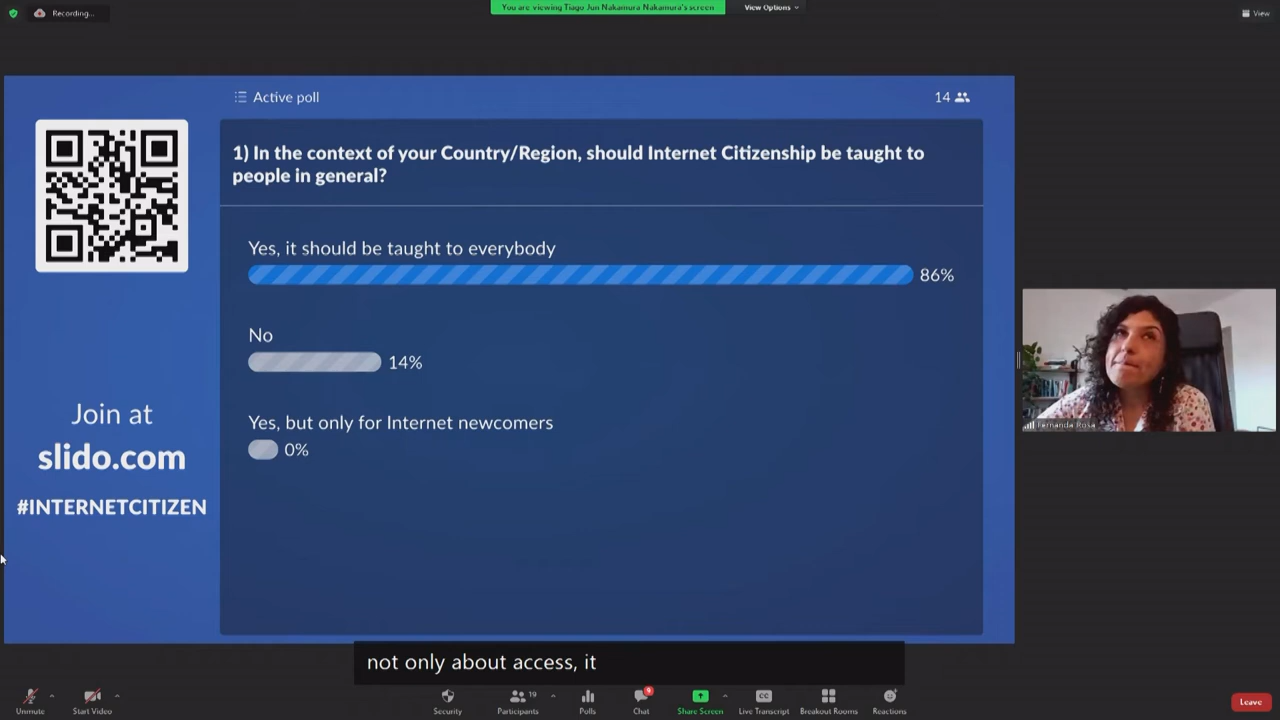 Recording...
You are viewing Tiago Jun Nakamura Nakamura's screen
View Options
View
Active poll
14
1) In the context of your Country/Region, should Internet Citizenship be taught to
people in general?
Yes, it should be taught to everybody
86%
No
14%
Yes, but only for Internet newcomers
0%
Join at
slido.com
#INTERNETCITIZEN
Fernanda Rosa
not only about access, it
Unmute
Start Video
Security
19
Participants
Polls
9
Chat
Share Screen
CC
Live Transcript
Breakout Rooms
Reactions
Leave